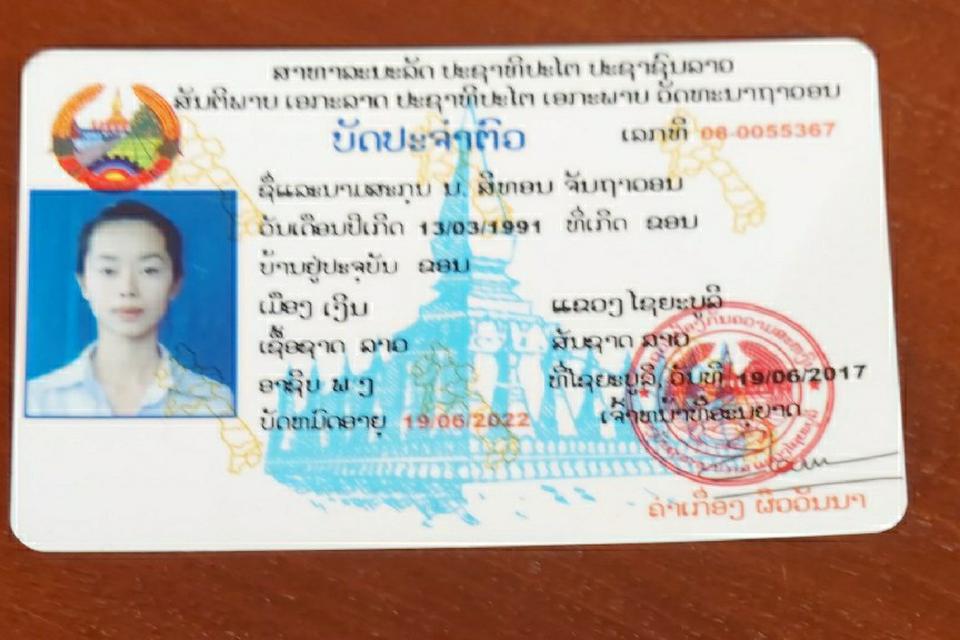 ສາທາລະນະລັດ ປະຊາທິປະໄຕ ປະຊາຊົນລາວ
ສັນຕິພາບ ເອກະລາດ ປະຊາທິປະໄຕ ເອກະພາບ ວັດທະນາຖາວອນ
ບັດປະຈຳຕົວ ເລກທີ 06-0055367
ຊື່ແລະນາມສະກຸນ ນ. ສີທອນ ຈັນຖາວອນ
ວັນເດືອນປີເກີດ 13/03/1991 ທີ່ເກີດ ຂອນ
ບ້ານຢູ່ປະຈຸບັນ ຂອນ
ເມືອງ ເງິນ ແຂວງ ໄຊຍະບູລີ
ເຊື້ອຊາດ ລາວ ສັນຊາດ ລາວ
ອາຊິບ ພ ງ ທີ່ໄຊຍະບູລີ, ວັນທີ 19/06/2017
ບັດຫມົດອາຍຸ 19/06/2022 ເຈົ້າຫນ້າທີ່ອະນຸຍາດ
ຄຳເກື່ອງ ຜິວວັນນາ